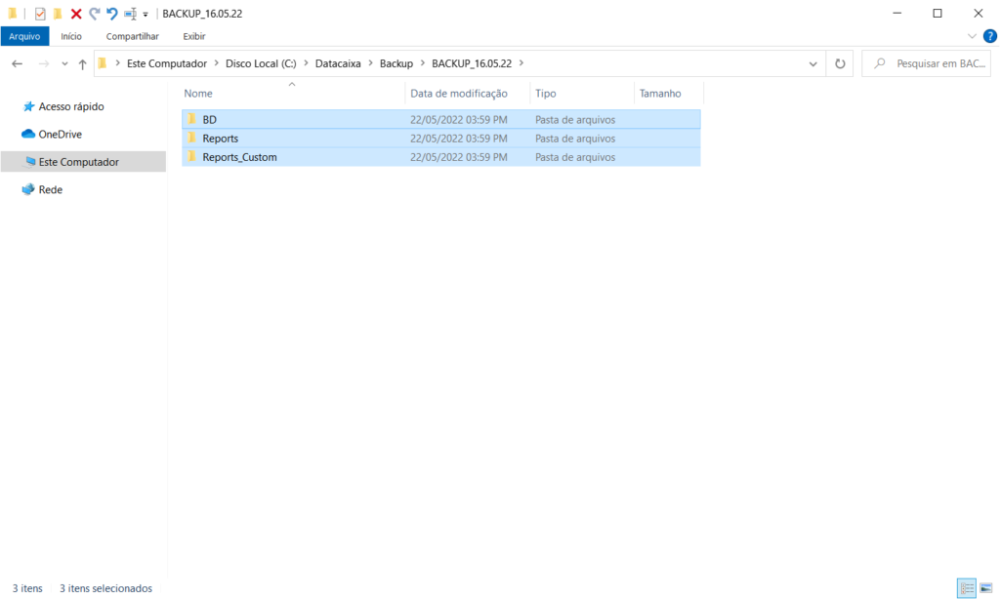 BACKUP_16.05.22
Arquivo Início Compartilhar Exibir
Este Computador Disco Local (C:) Datacaixa Backup BACKUP_16.05.22 Pesquisar em BAC...
Nome Data de modificação Tipo Tamanho
Acesso rápido
OneDrive
Este Computador
Rede
BD 22/05/2022 03:59 PM Pasta de arquivos
Reports 22/05/2022 03:59 PM Pasta de arquivos
Reports_Custom 22/05/2022 03:59 PM Pasta de arquivos
3 itens 3 itens selecionados